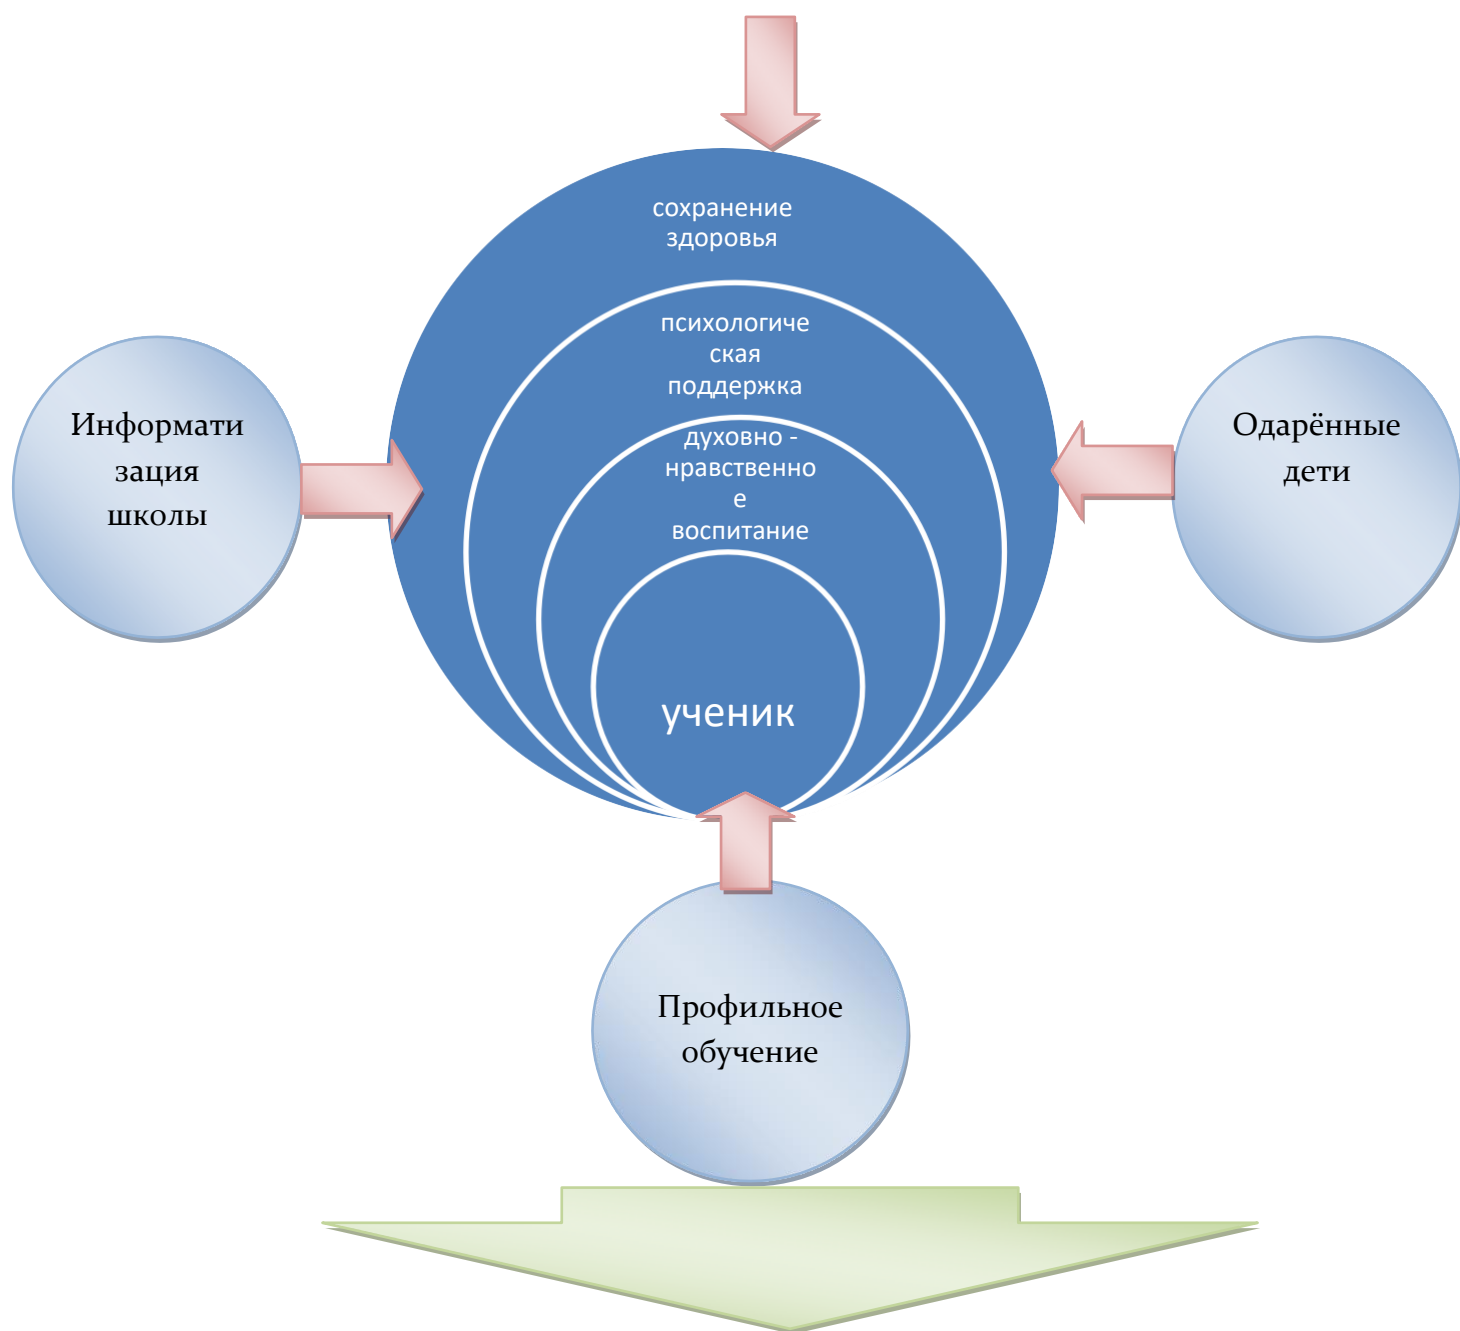 сохранение
здоровья
психологиче
ская
поддержка
духовно -
нравственно
е
воспитание
ученик
Информати
зация
школы
Одарённые
дети
Профильное
обучение